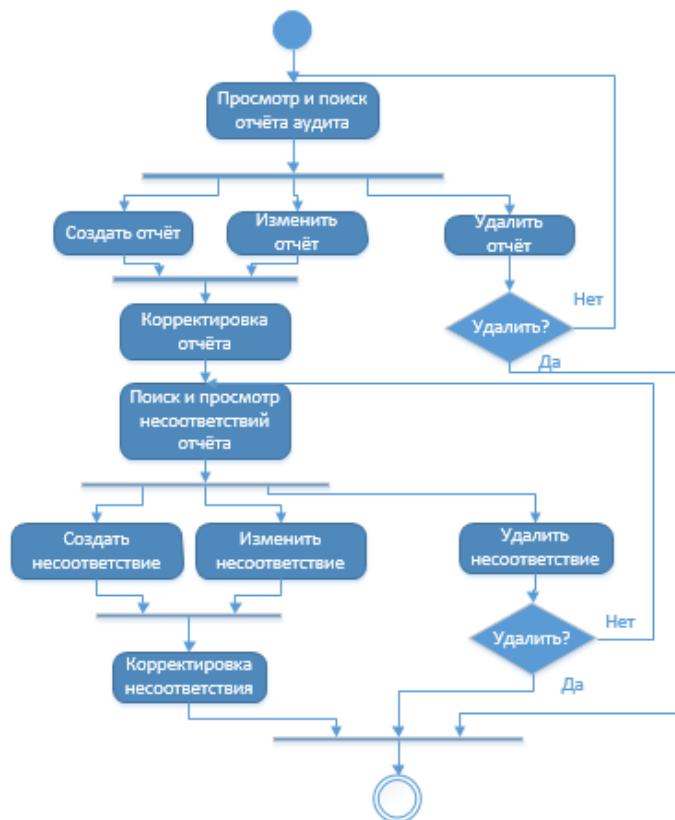 Просмотр и поиск
отчёта аудита
Создать отчёт
Изменить
отчёт
Удалить
отчёт
Нет
Удалить?
Да
Корректировка
отчёта
Поиск и просмотр
несоответствий
отчёта
Создать
несоответствие
Изменить
несоответствие
Удалить
несоответствие
Нет
Удалить?
Да
Корректировка
несоответствия